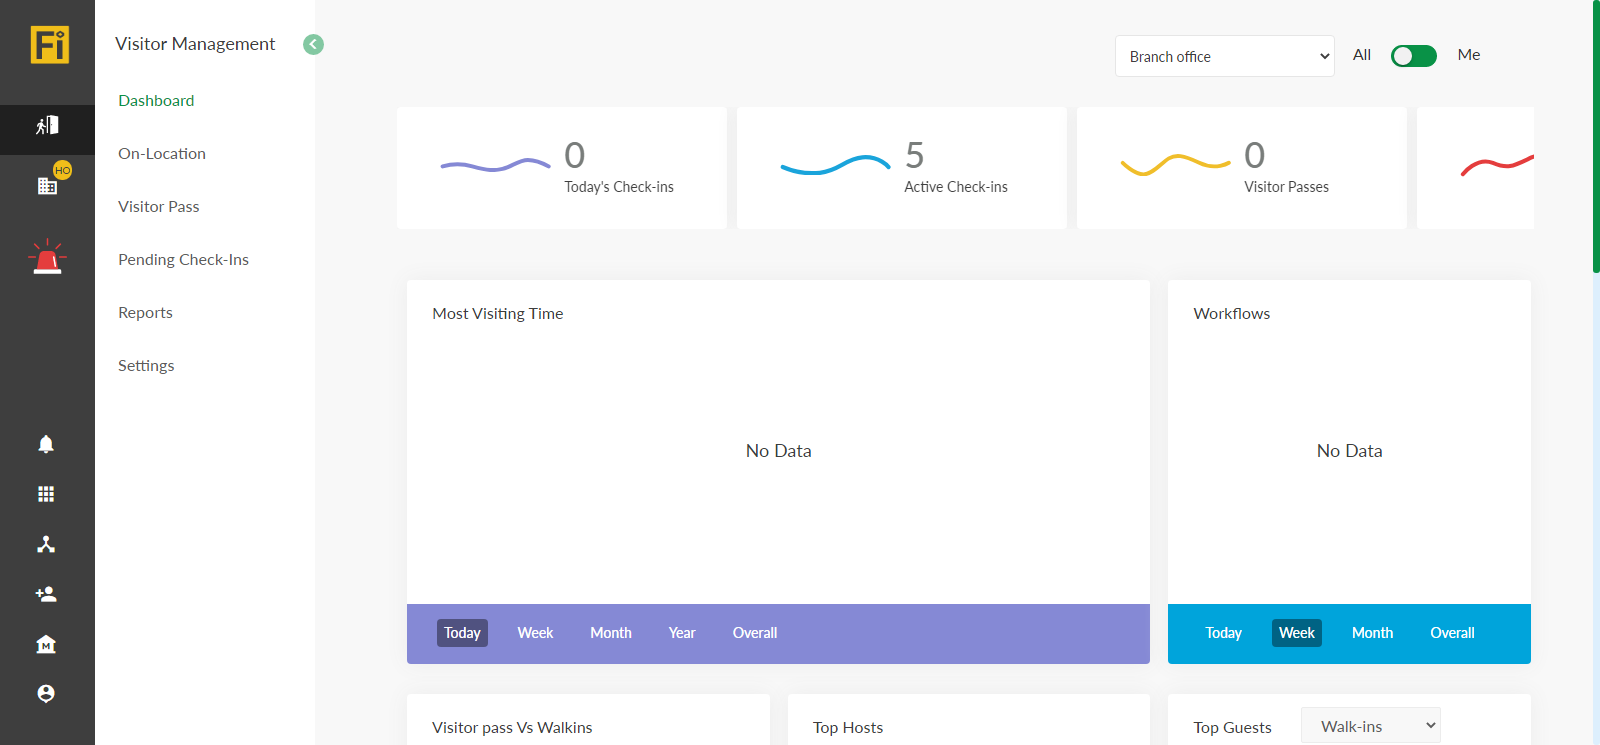 Fi
HO
M
Visitor Management
Dashboard
On-Location
Visitor Pass
Pending Check-Ins
Reports
Settings
Branch office
All
Me
0
Today's Check-ins
5
Active Check-ins
0
Visitor Passes
Most Visiting Time
No Data
Today Week Month Year Overall
Workflows
No Data
Today Week Month Overall
Visitor pass Vs Walkins
Top Hosts
Top Guests
Walk-ins